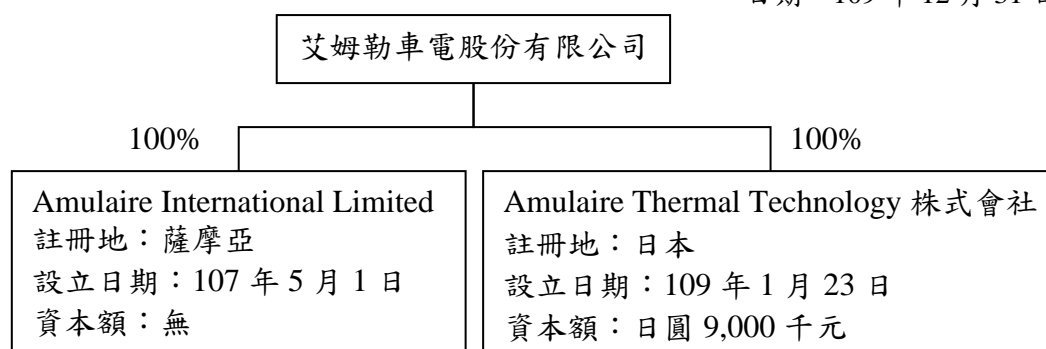 日期：109 年 12 月 31 日
艾姆勒車電股份有限公司
100%
100%
Amulaire International Limited
註冊地：薩摩亞
設立日期：107 年 5 月 1 日
資本額：無
Amulaire Thermal Technology 株式會社
註冊地：日本
設立日期：109 年 1 月 23 日
資本額：日圓 9,000 千元